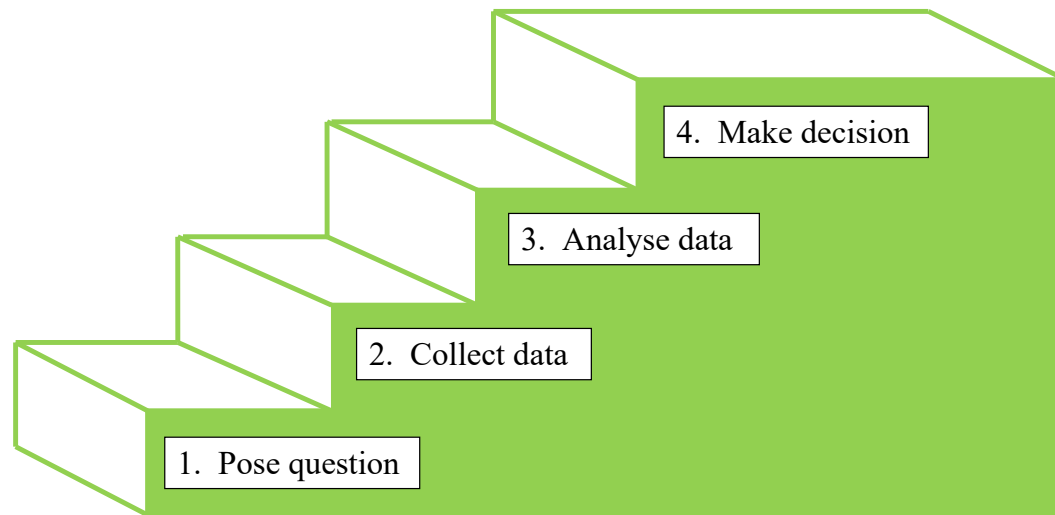 4. Make decision
3. Analyse data
2. Collect data
1. Pose question